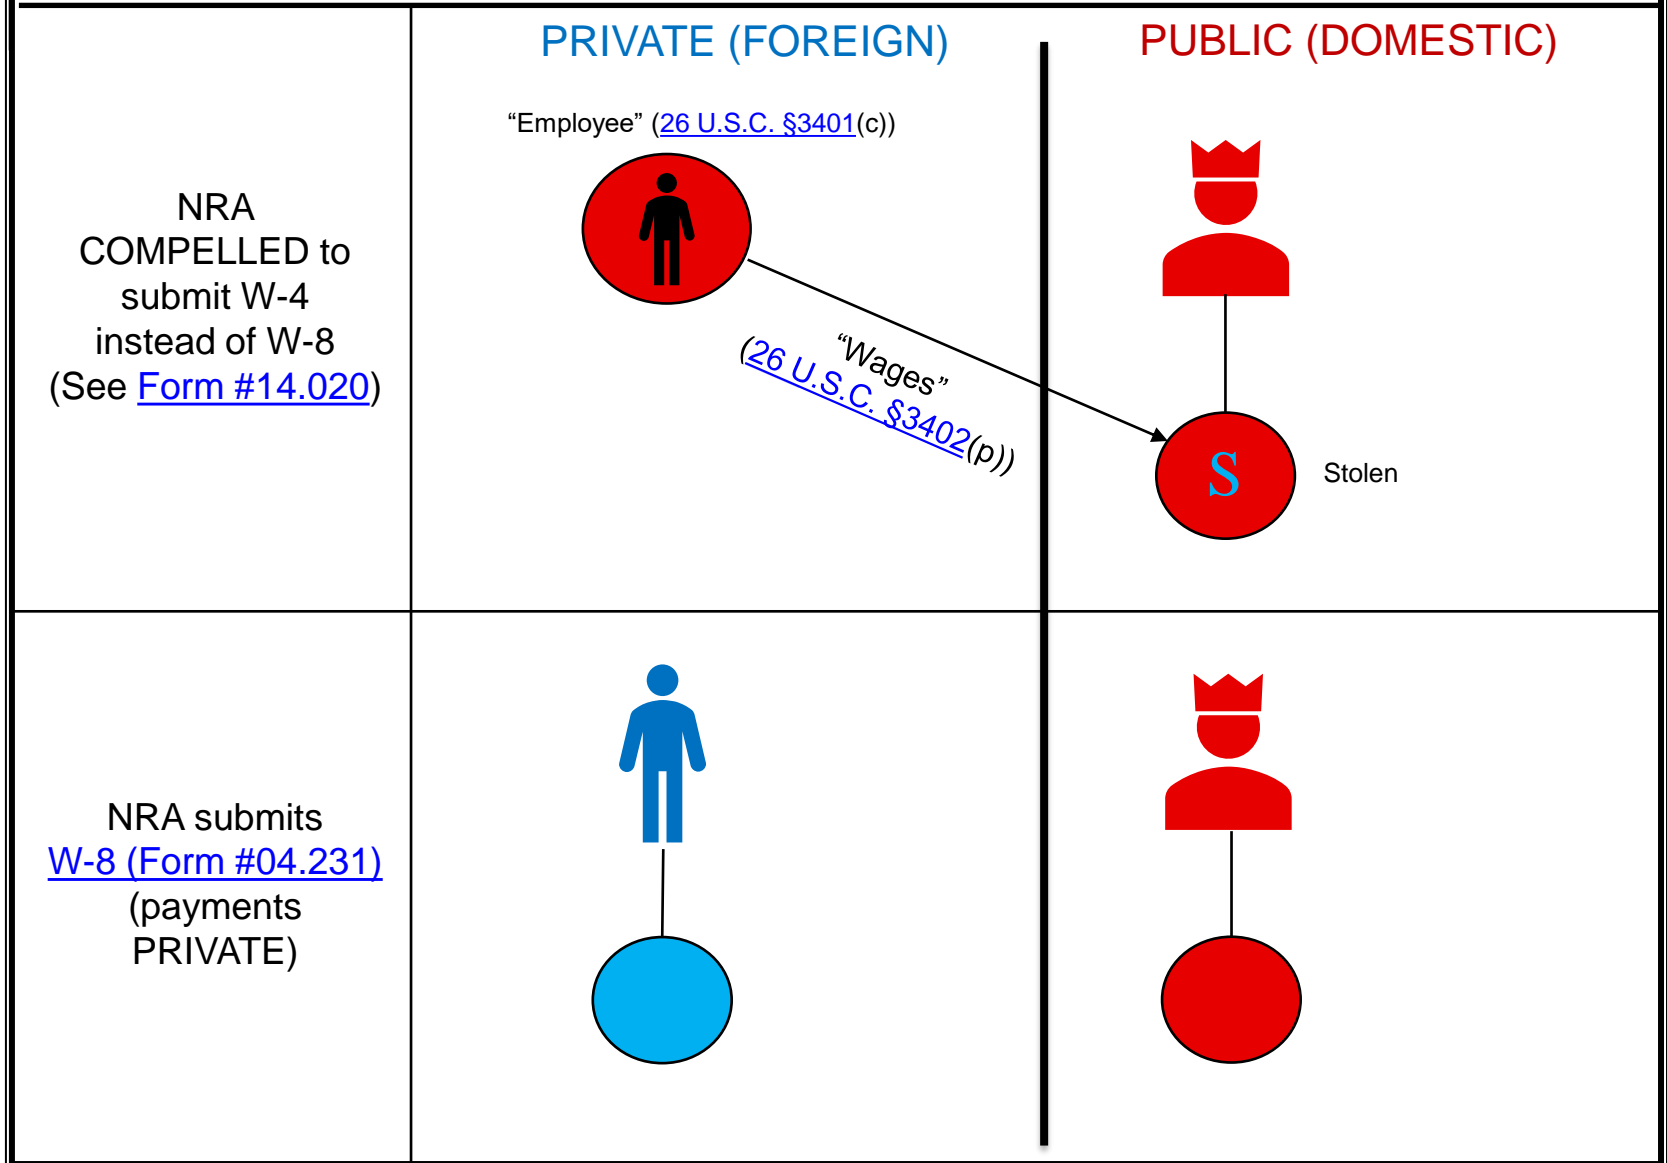 PRIVATE (FOREIGN)
PUBLIC (DOMESTIC)
NRA
COMPELLED to
submit W-4
instead of W-8
(See Form #14.020)
“Employee” (26 U.S.C. §3401(c))
“Wages”
(26 U.S.C. §3402(p))
S
Stolen
NRA submits
W-8 (Form #04.231)
(payments
PRIVATE)